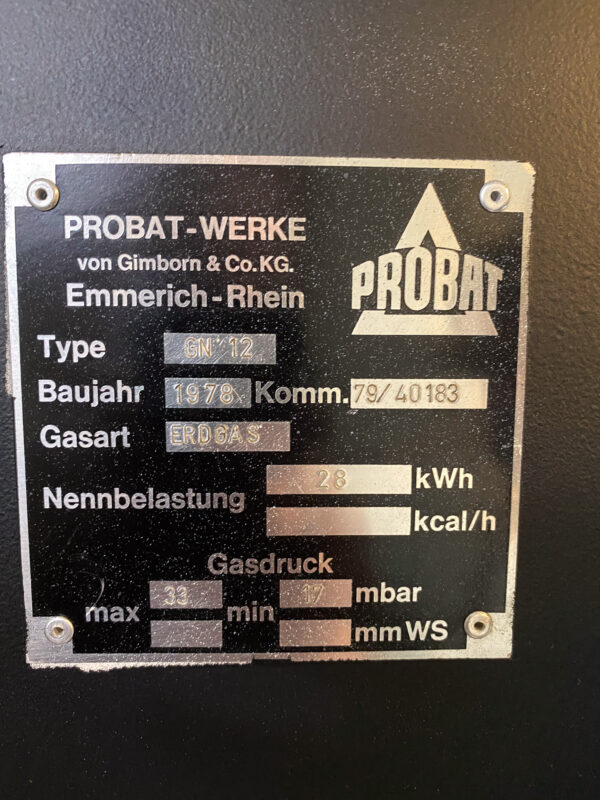 PROBAT-WERKE
von Gimborn & Co.KG.
Emmerich-Rhein
PROBAT
Type GN 12
Baujahr 1978 Komm. 79/40183
Gasart ERDGAS
Nennbelastung 28 kWh
kcal/h
Gasdruck
max 33 min 17 mbar
mm WS